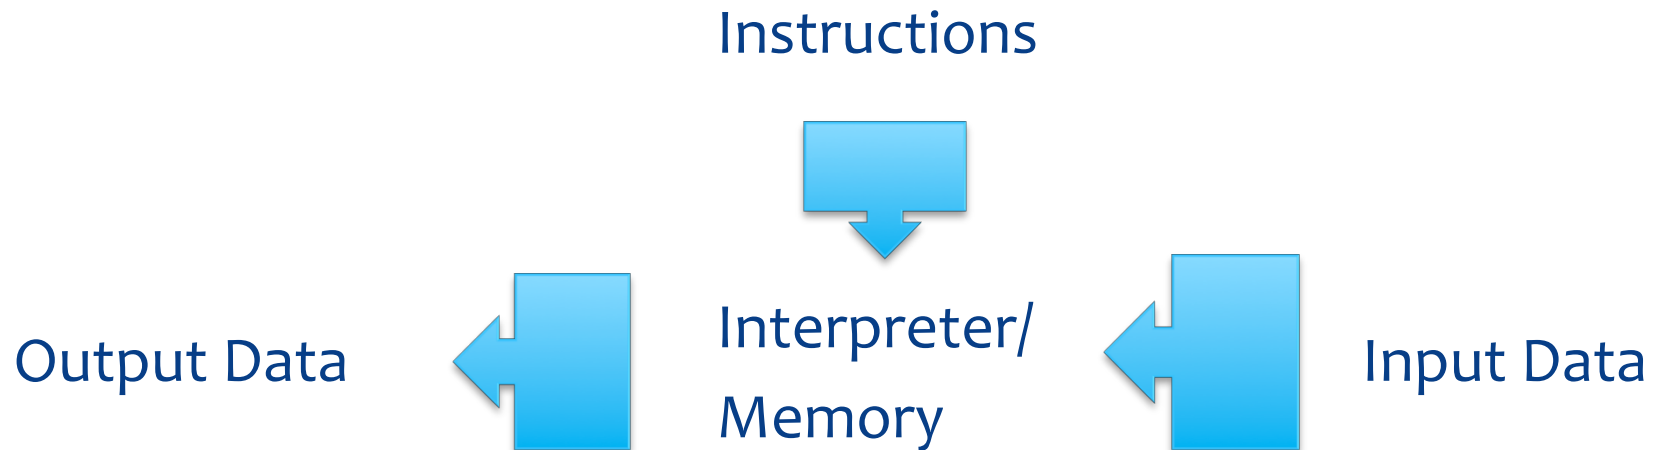 Instructions
Interpreter/
Output Data
Input Data
Memory